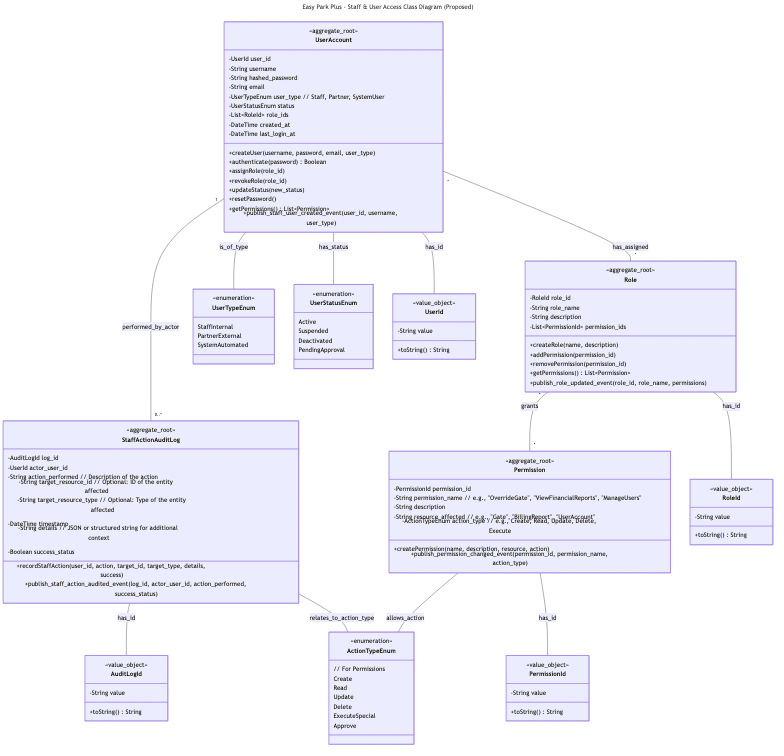 Easy Park Plus - Staff & User Access Class Diagram (Proposed)
«aggregate_root»
UserAccount
-UserId user_id
-String username
-String hashed_password
-String email
-UserTypeEnum user_type // Staff, Partner, SystemUser
-UserStatusEnum status
-List<RoleId> role_ids
-DateTime created_at
-DateTime last_login_at
+createUser(username, password, email, user_type)
+authenticate(password) : Boolean
+assignRole(role_id)
+revokeRole(role_id)
+updateStatus(new_status)
+resetPassword()
+getPermissions() : List<Permission>
+publish_staff_user_created_event(user_id, username,
user_type)
1
*
is_of_type
has_status
has_id
has_assigned
*
«enumeration»
UserTypeEnum
StaffInternal
PartnerExternal
SystemAutomated
«enumeration»
UserStatusEnum
Active
Suspended
Deactivated
PendingApproval
«value_object»
UserId
-String value
+toString() : String
«aggregate_root»
Role
-RoleId role_id
-String role_name
-String description
-List<PermissionId> permission_ids
+createRole(name, description)
+addPermission(permission_id)
+removePermission(permission_id)
+getPermissions() : List<Permission>
+publish_role_updated_event(role_id, role_name, permissions)
performed_by_actor
0..*
*
grants
*
has_id
«aggregate_root»
StaffActionAuditLog
-AuditLogId log_id
-UserId actor_user_id
-String action_performed // Description of the action
-String target_resource_id // Optional: ID of the entity
affected
-String target_resource_type // Optional: Type of the entity
affected
-DateTime timestamp
-String details // JSON or structured string for additional
context
-Boolean success_status
+recordStaffAction(user_id, action, target_id, target_type, details,
success)
+publish_staff_action_audited_event(log_id, actor_user_id, action_performed,
success_status)
«aggregate_root»
Permission
-PermissionId permission_id
-String permission_name // e.g., "OverrideGate", "ViewFinancialReports", "ManageUsers"
-String description
-String resource_affected // e.g., "Gate", "BillingReport", "UserAccount"
-ActionTypeEnum action_type // e.g., Create, Read, Update, Delete,
Execute
+createPermission(name, description, resource, action)
+publish_permission_changed_event(permission_id, permission_name,
action_type)
«value_object»
RoleId
-String value
+toString() : String
has_id
relates_to_action_type
allows_action
has_id
«value_object»
AuditLogId
-String value
+toString() : String
«enumeration»
ActionTypeEnum
// For Permissions
Create
Read
Update
Delete
ExecuteSpecial
Approve
«value_object»
PermissionId
-String value
+toString() : String